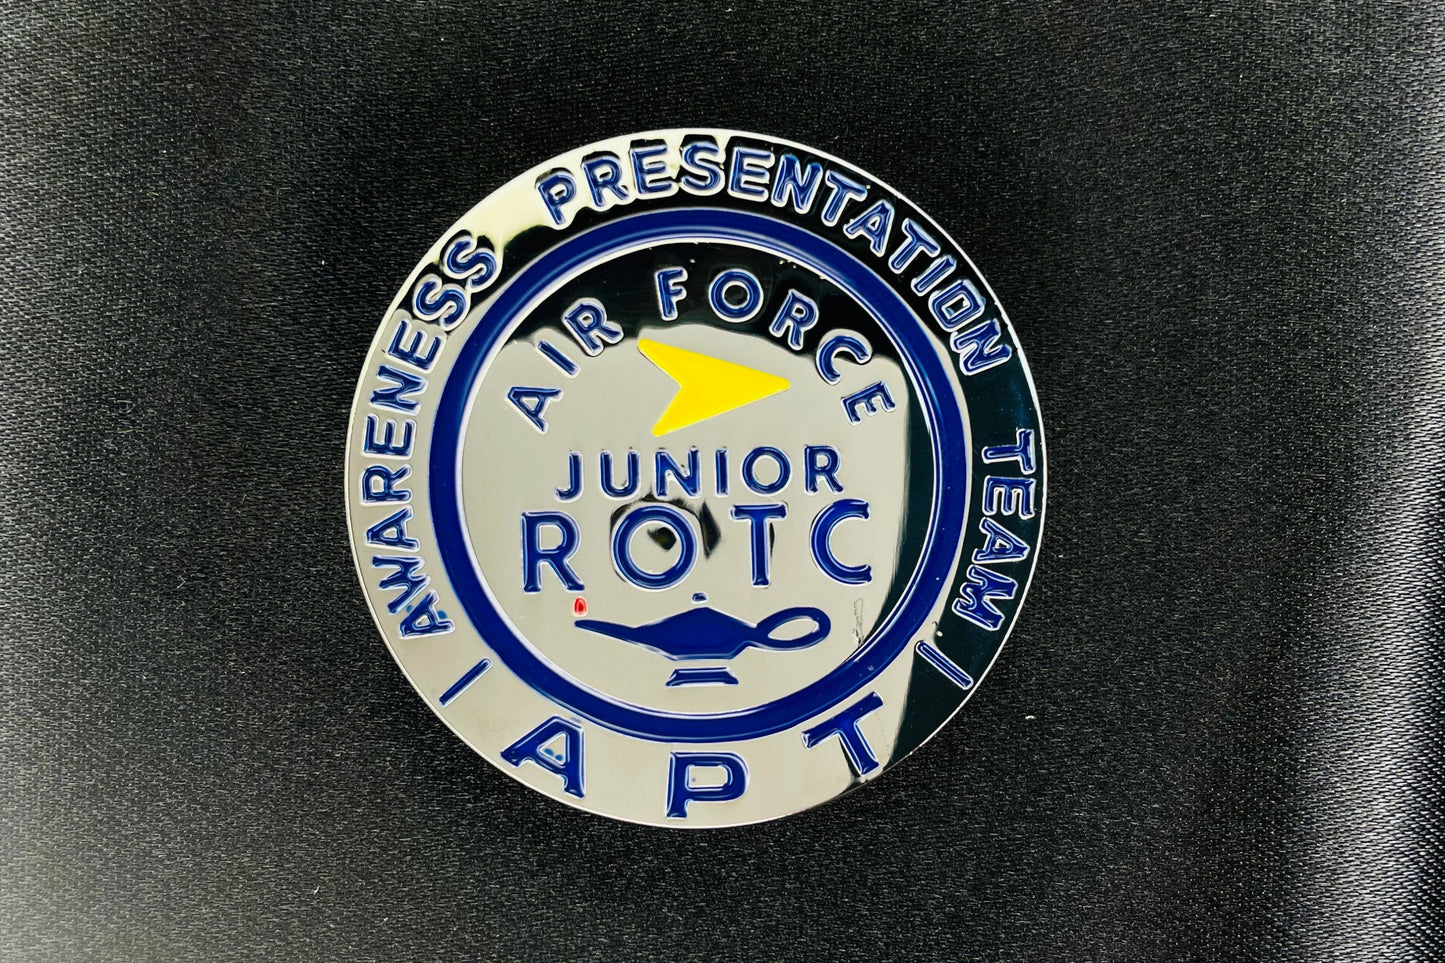 AWARENESS PRESENTATION TEAM
AIR FORCE
JUNIOR
ROTC
APT